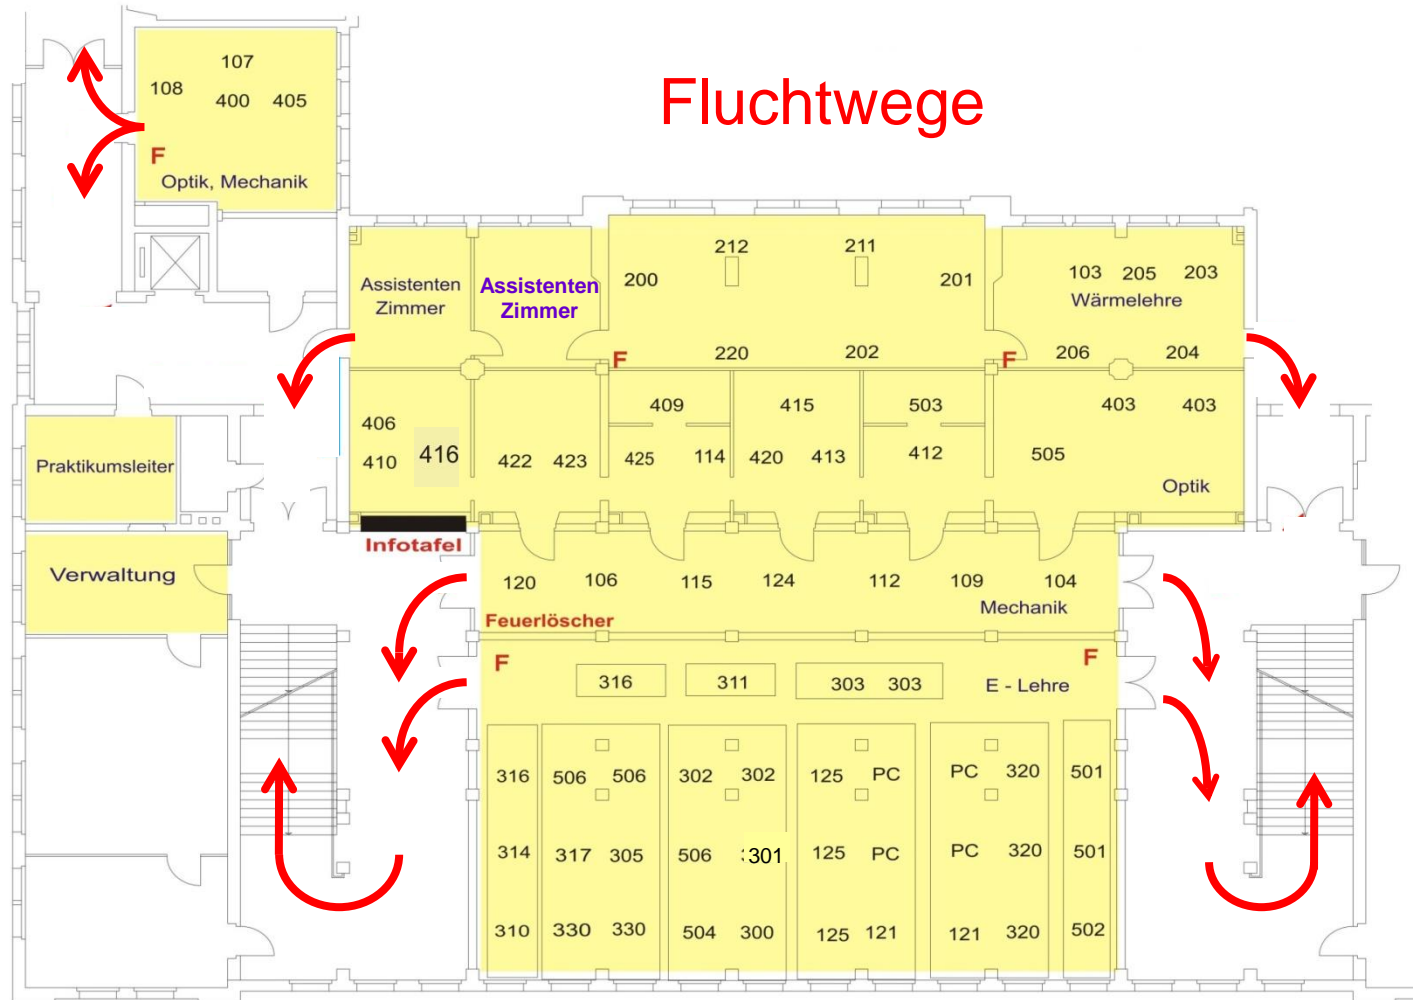 Fluchtwege
107
108 400 405
F
Optik, Mechanik
212 211
200 201
Assistenten
Zimmer
Assistenten
Zimmer
103 205 203
Wärmelehre
F 220 202 F 206 204
409 415 503 403 403
406
410 416 422 423 425 114 420 413 412 505
Praktikumsleiter
Optik
Infotafel
Verwaltung
120 106 115 124 112 109 104
Mechanik
Feuerlöscher
F F
316 311 303 303 E - Lehre
316 506 506 302 302 125 PC PC 320 501
314 317 305 506 301 125 PC PC 320 501
310 330 330 504 300 125 121 121 320 502